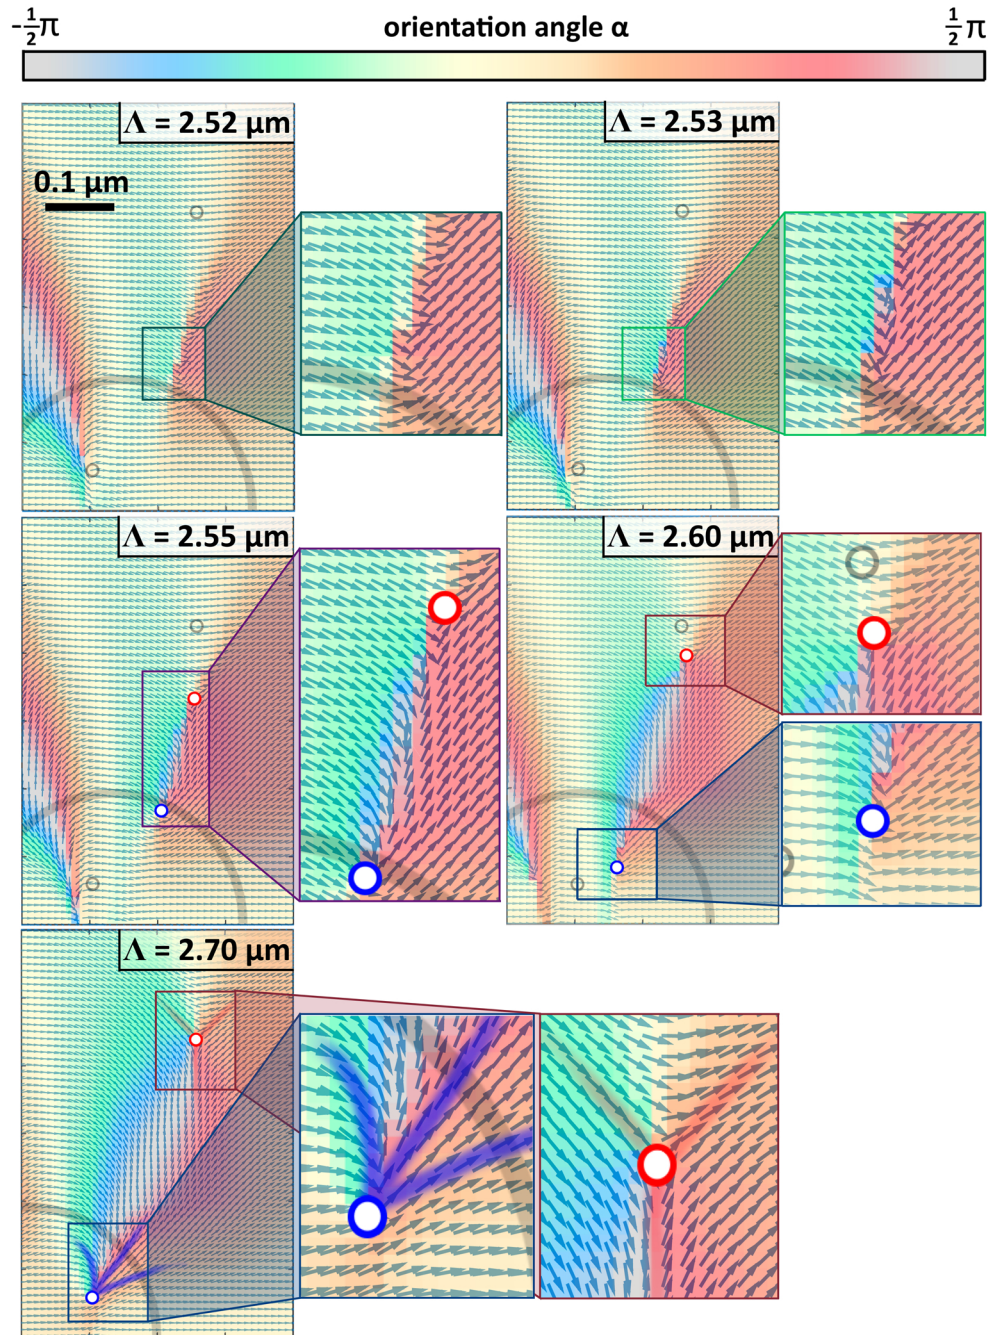 -½π orientation angle α ½π
Λ = 2.52 µm Λ = 2.53 µm
0.1 µm
Λ = 2.55 µm Λ = 2.60 µm
Λ = 2.70 µm